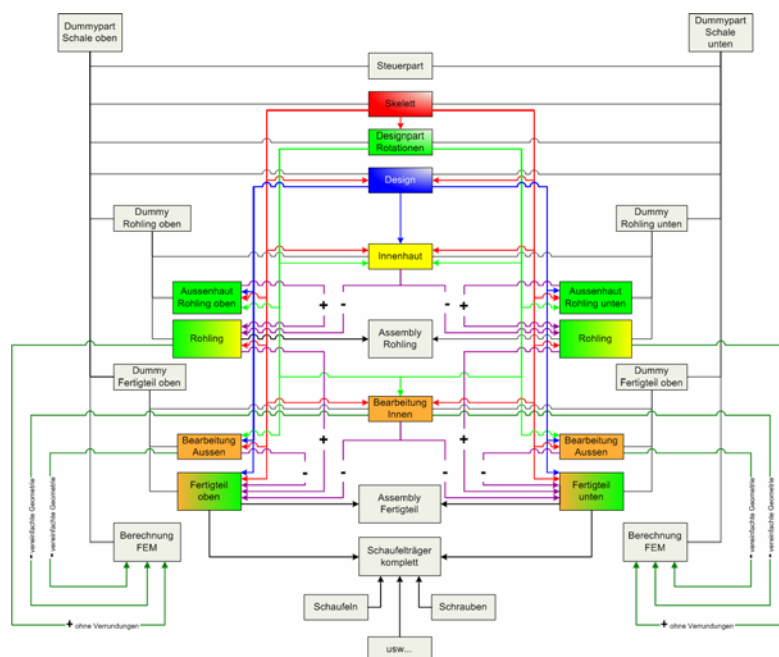 Dummypart
Schale oben
Dummypart
Schale
unten
Steuerpart
Skelett
Designpart
Rotationen
Design
Dummy
Rohling oben
Dummy
Rohling unten
Innenhaut
Aussenhaut
Rohling oben
Aussenhaut
Rohling unten
+
-
-
+
Rohling
Assembly
Rohling
Rohling
Dummy
Fertigteil oben
Dummy
Fertigteil oben
Bearbeitung
Innen
Bearbeitung
Aussen
+
+
Bearbeitung
Aussen
-
-
-
-
Fertigteil
oben
Assembly
Fertigteil
Fertigteil
unten
- vereinfachte Geometrie
- vereinfachte Geometrie
- vereinfachte Geometrie
- vereinfachte Geometrie
Berechnung
FEM
Schaufelträger
komplett
Berechnung
FEM
Schaufeln
Schrauben
+ ohne Verrundungen
+ ohne Verrundungen
usw...